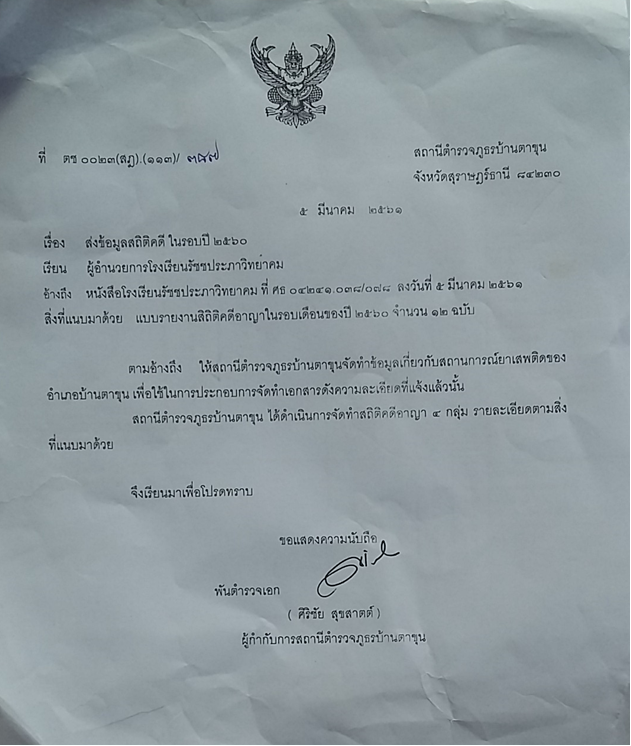 ที่ ตช ๐๐๒๓(สฎ).(๑๑๓)/ ๓๘๗
สถานีตำรวจภูธรบ้านตาขุน
จังหวัดสุราษฎร์ธานี ๘๔๒๓๐
๕ มีนาคม ๒๕๖๑
เรื่อง ส่งข้อมูลสถิติคดี ในรอบปี ๒๕๖๐
เรียน ผู้อำนวยการโรงเรียนรัชชประภาวิทยาคม
อ้างถึง หนังสือโรงเรียนรัชชประภาวิทยาคม ที่ ศธ ๐๔๒๔๑.๐๓๘/๐๗๘ ลงวันที่ ๕ มีนาคม ๒๕๖๑
สิ่งที่แนบมาด้วย แบบรายงานสิถิติคดีอาญาในรอบเดือนของปี ๒๕๖๐ จำนวน ๑๒ ฉบับ
ตามอ้างถึง ให้สถานีตำรวจภูธรบ้านตาขุนจัดทำข้อมูลเกี่ยวกับสถานการณ์ยาเสพติดของ
อำเภอบ้านตาขุน เพื่อใช้ในการประกอบการจัดทำเอกสารดังความละเอียดที่แจ้งแล้วนั้น
สถานีตำรวจภูธรบ้านตาขุน ได้ดำเนินการจัดทำสถิติคดีอาญา ๔ กลุ่ม รายละเอียดตามสิ่ง
ที่แนบมาด้วย
จึงเรียนมาเพื่อโปรดทราบ
ขอแสดงความนับถือ
พันตำรวจเอก
( ศิริชัย สุขสาตต์ )
ผู้กำกับการสถานีตำรวจภูธรบ้านตาขุน